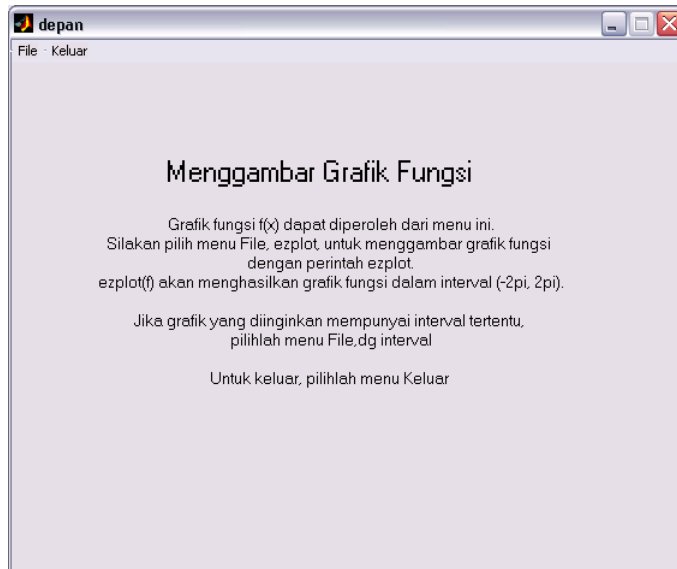 depan
File Keluar
Menggambar Grafik Fungsi
Grafik fungsi f(x) dapat diperoleh dari menu ini.
Silakan pilih menu File, ezplot, untuk menggambar grafik fungsi
dengan perintah ezplot.
ezplot(f) akan menghasilkan grafik fungsi dalam interval (-2pi, 2pi).
Jika grafik yang diinginkan mempunyai interval tertentu,
pilihlah menu File,dg interval
Untuk keluar, pilihlah menu Keluar